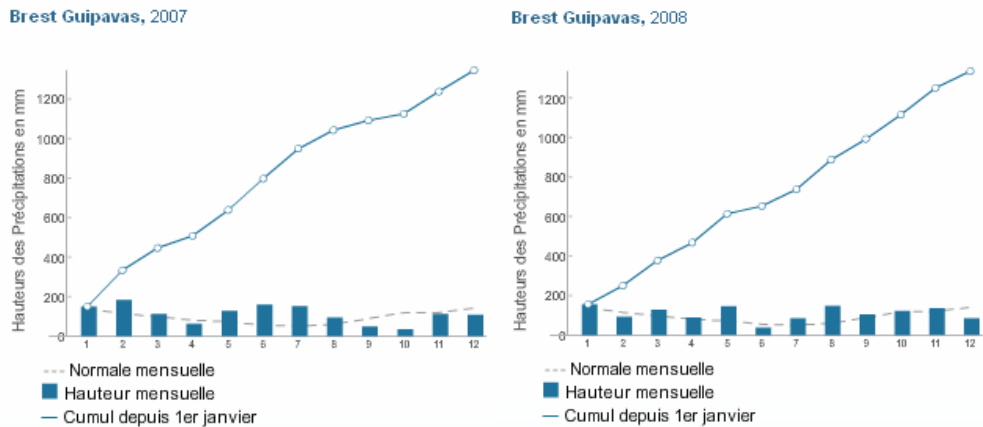 Brest Guipavas, 2007
Hauteurs des Précipitations en mm
1200
1000
800
600
400
200
0
1 2 3 4 5 6 7 8 9 10 11 12
Normale mensuelle
Hauteur mensuelle
Cumul depuis 1er janvier
Brest Guipavas, 2008
Hauteurs des Précipitations en mm
1200
1000
800
600
400
200
0
1 2 3 4 5 6 7 8 9 10 11 12
Normale mensuelle
Hauteur mensuelle
Cumul depuis 1er janvier